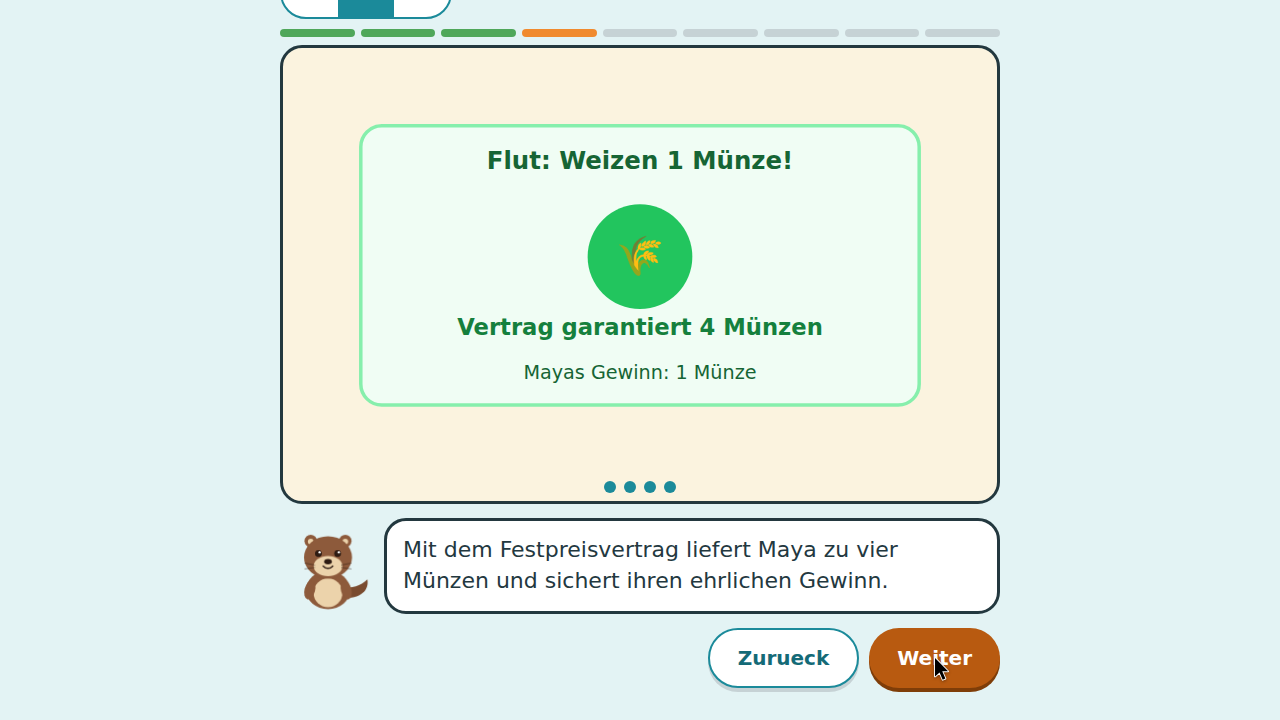 Flut: Weizen 1 Münze!
Vertrag garantiert 4 Münzen
Mayas Gewinn: 1 Münze
Mit dem Festpreisvertrag liefert Maya zu vier
Münzen und sichert ihren ehrlichen Gewinn.
Zurueck
Weiter